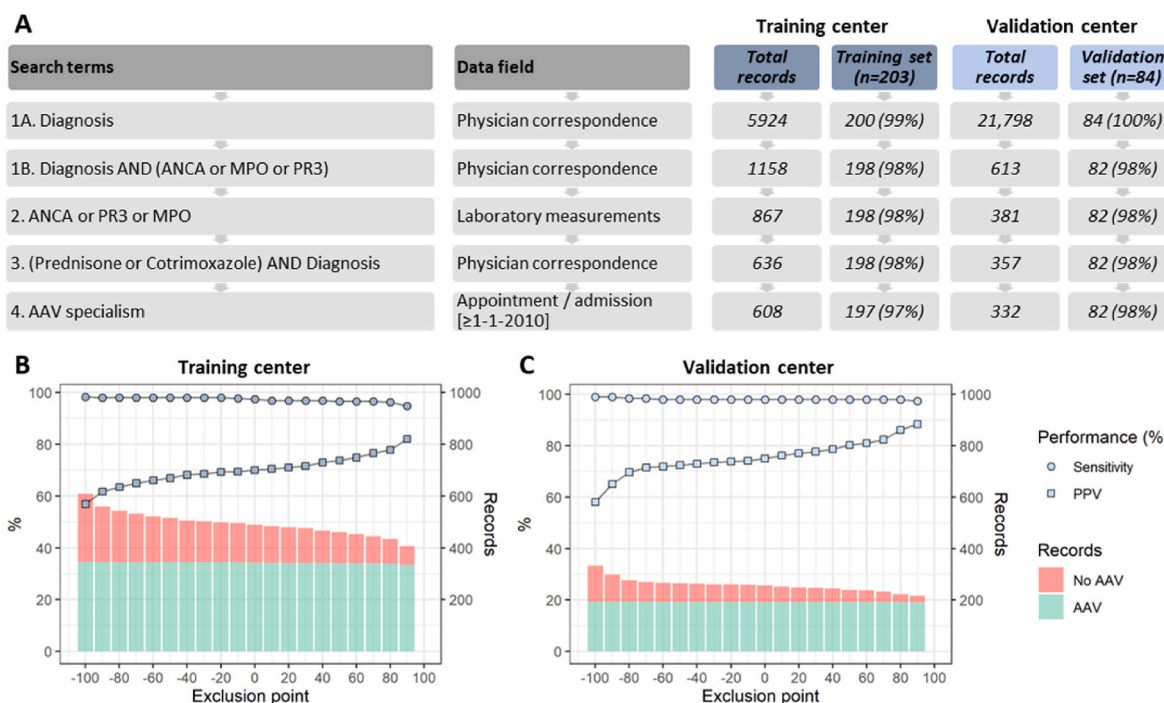 A
Training center Validation center
Search terms Data field Total records Training set (n=203) Total records Validation set (n=84)
1A. Diagnosis Physician correspondence 5924 200 (99%) 21,798 84 (100%)
1B. Diagnosis AND (ANCA or MPO or PR3) Physician correspondence 1158 198 (98%) 613 82 (98%)
2. ANCA or PR3 or MPO Laboratory measurements 867 198 (98%) 381 82 (98%)
3. (Prednisone or Cotrimoxazole) AND Diagnosis Physician correspondence 636 198 (98%) 357 82 (98%)
4. AAV specialism Appointment / admission [≥1-1-2010] 608 197 (97%) 332 82 (98%)
B Training center
100
80
60
40
20
0
%
1000
800
600
400
200
Records
-100 -80 -60 -40 -20 0 20 40 60 80 100
Exclusion point
C Validation center
100
80
60
40
20
0
%
1000
800
600
400
200
Records
-100 -80 -60 -40 -20 0 20 40 60 80 100
Exclusion point
Performance (%
Sensitivity
PPV
Records
No AAV
AAV